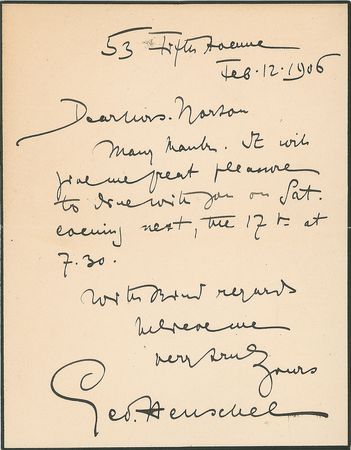 53 Fifth Avenue
Feb. 12. 1906
Dear Mrs. Norton
Many thanks. It will
give me great pleasure
to dine with you on Sat.
evening next, the 17th at
7.30.
With kind regards
believe me
very truly
Yours
Geo. Henschel